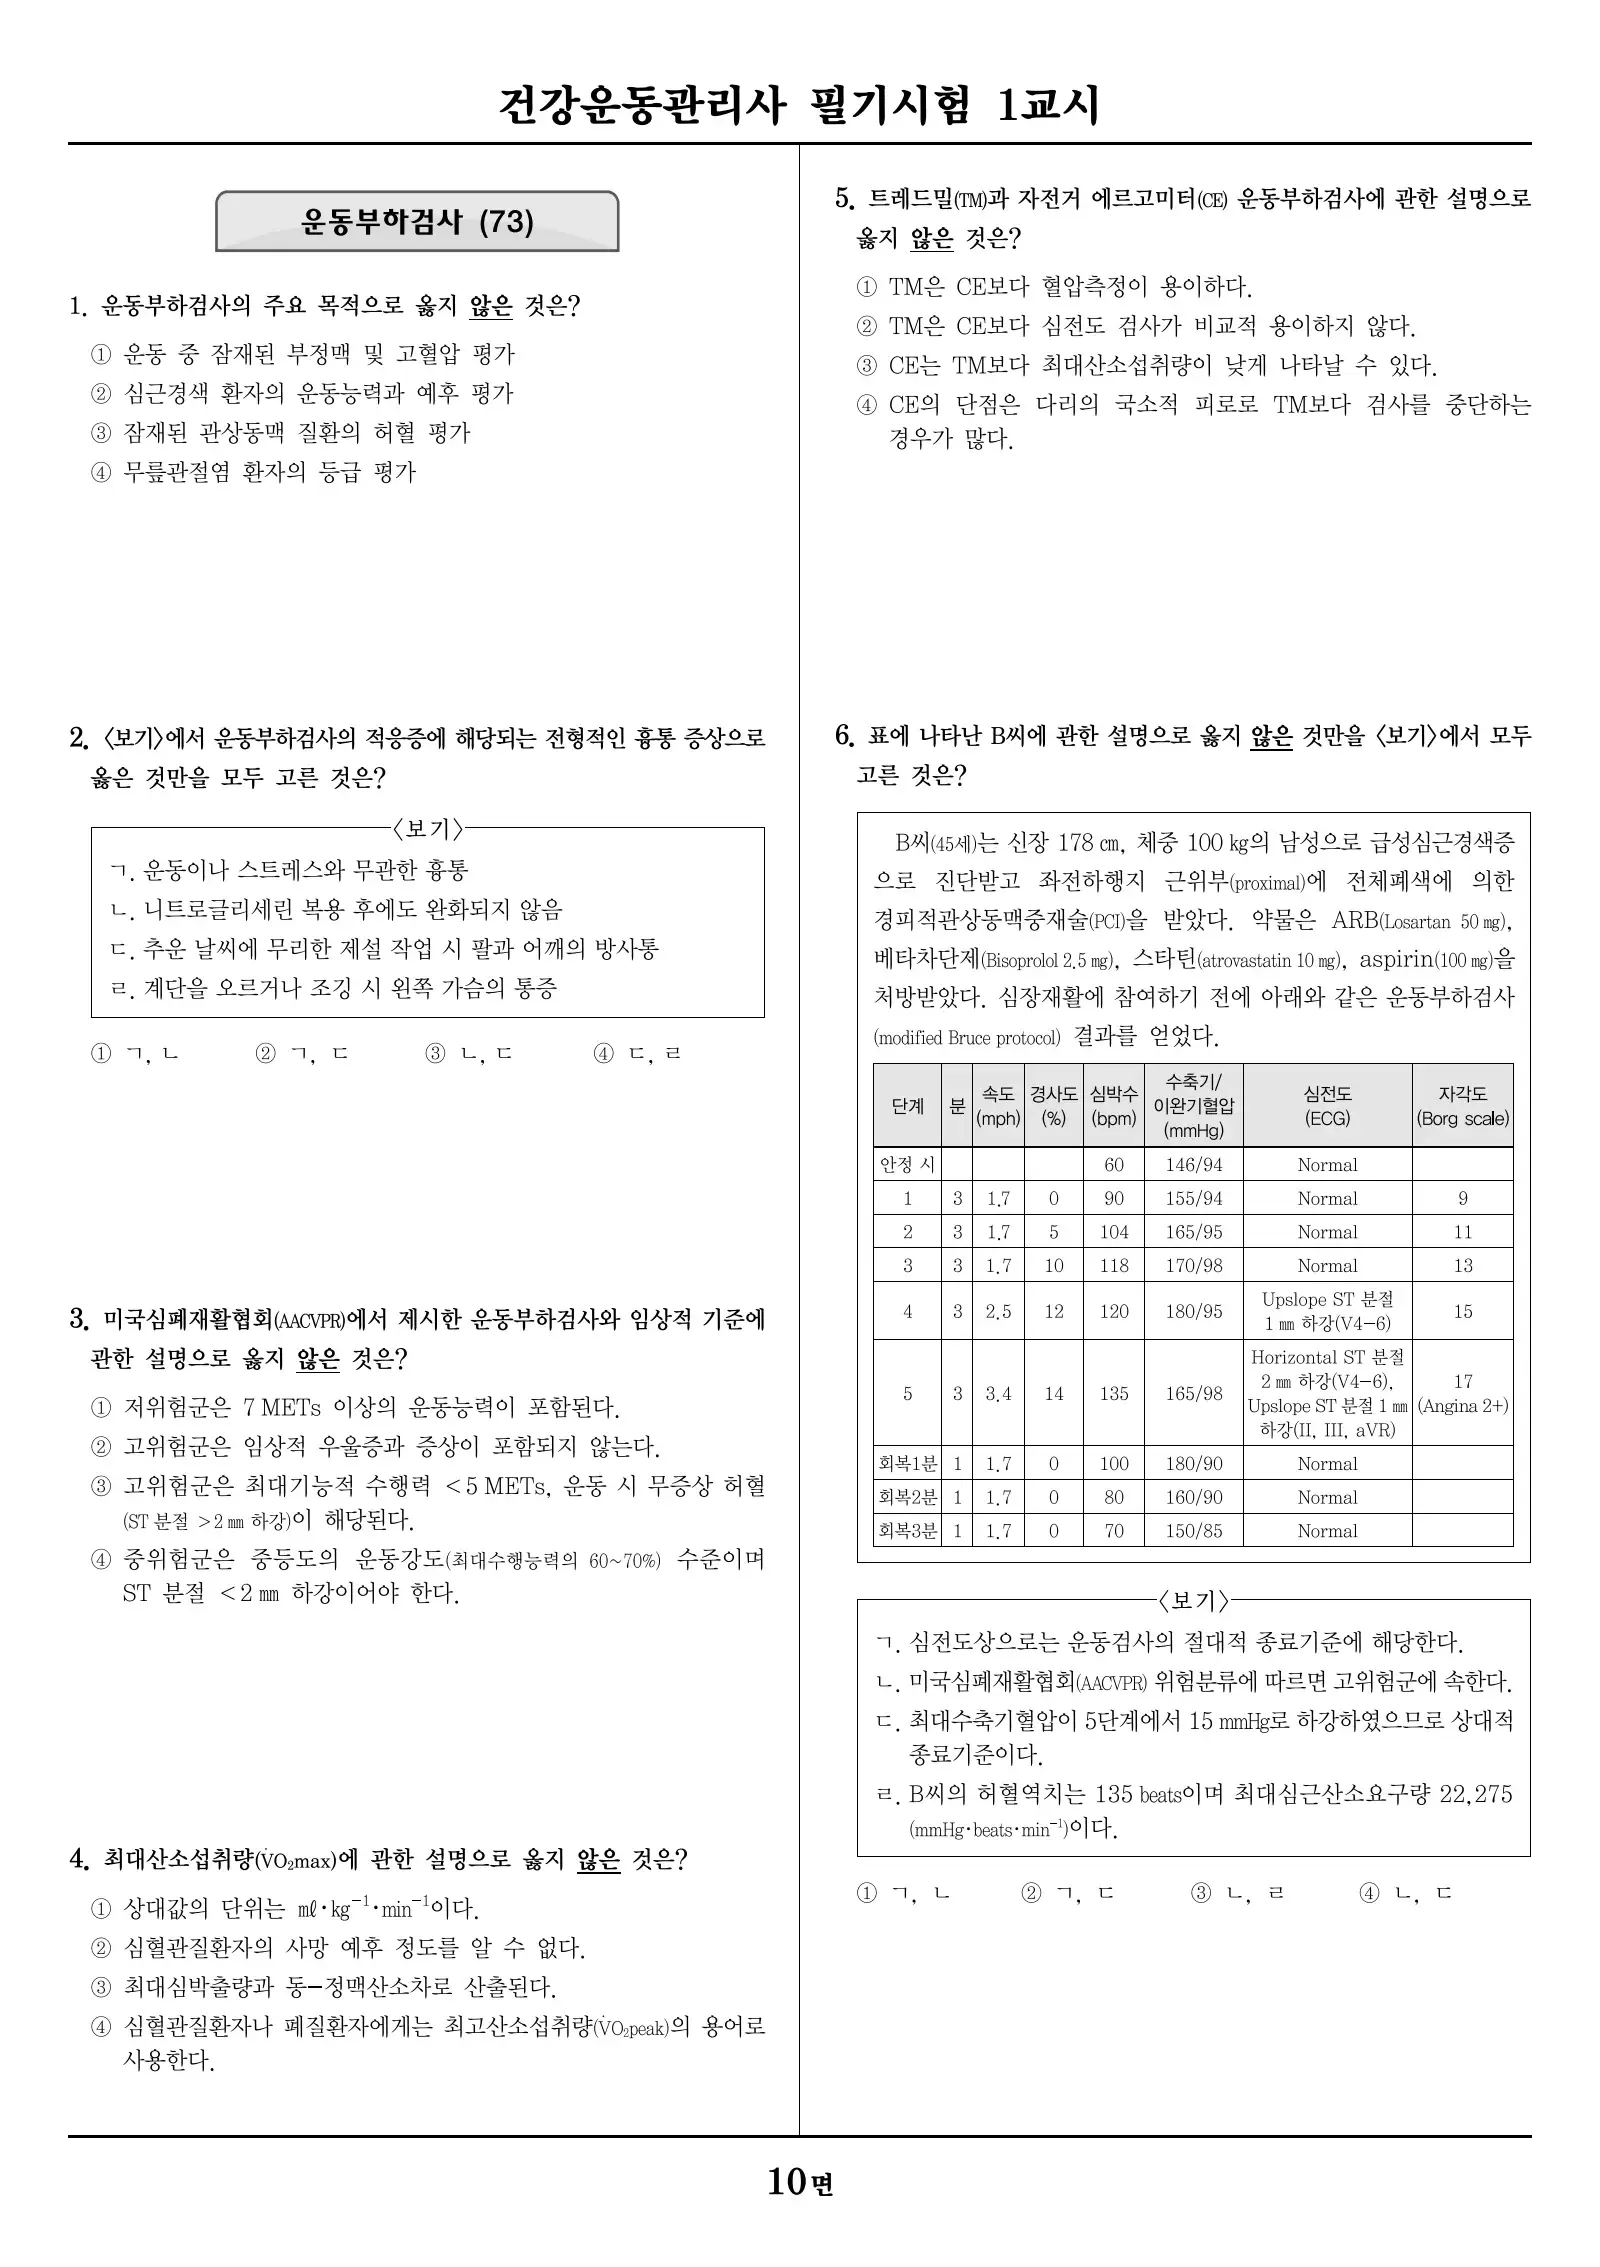 건강운동관리사 필기시험 1교시
운동부하검사 (73)
1. 운동부하검사의 주요 목적으로 옳지 않은 것은?
① 운동 중 잠재된 부정맥 및 고혈압 평가
② 심근경색 환자의 운동능력과 예후 평가
③ 잠재된 관상동맥 질환의 허혈 평가
④ 무릎관절염 환자의 등급 평가
2. 〈보기〉에서 운동부하검사의 적응증에 해당되는 전형적인 흉통 증상으로
옳은 것만을 모두 고른 것은?
〈보기〉
ㄱ. 운동이나 스트레스와 무관한 흉통
ㄴ. 니트로글리세린 복용 후에도 완화되지 않음
ㄷ. 추운 날씨에 무리한 제설 작업 시 팔과 어깨의 방사통
ㄹ. 계단을 오르거나 조깅 시 왼쪽 가슴의 통증
① ㄱ, ㄴ ② ㄱ, ㄷ ③ ㄴ, ㄷ ④ ㄷ, ㄹ
3. 미국심폐재활협회(AACVPR)에서 제시한 운동부하검사와 임상적 기준에
관한 설명으로 옳지 않은 것은?
① 저위험군은 7 METs 이상의 운동능력이 포함된다.
② 고위험군은 임상적 우울증과 증상이 포함되지 않는다.
③ 고위험군은 최대기능적 수행력 <5 METs, 운동 시 무증상 허혈
(ST 분절 >2 ㎜ 하강)이 해당된다.
④ 중위험군은 중등도의 운동강도(최대수행능력의 60~70%) 수준이며
ST 분절 <2 ㎜ 하강이어야 한다.
4. 최대산소섭취량(V̇O₂max)에 관한 설명으로 옳지 않은 것은?
① 상대값의 단위는 ㎖·kg⁻¹·min⁻¹이다.
② 심혈관질환자의 사망 예후 정도를 알 수 없다.
③ 최대심박출량과 동-정맥산소차로 산출된다.
④ 심혈관질환자나 폐질환자에게는 최고산소섭취량(V̇O₂peak)의 용어로
사용한다.
5. 트레드밀(TM)과 자전거 에르고미터(CE) 운동부하검사에 관한 설명으로
옳지 않은 것은?
① TM은 CE보다 혈압측정이 용이하다.
② TM은 CE보다 심전도 검사가 비교적 용이하지 않다.
③ CE는 TM보다 최대산소섭취량이 낮게 나타날 수 있다.
④ CE의 단점은 다리의 국소적 피로로 TM보다 검사를 중단하는
경우가 많다.
6. 표에 나타난 B씨에 관한 설명으로 옳지 않은 것만을 〈보기〉에서 모두
고른 것은?
B씨(45세)는 신장 178 ㎝, 체중 100 ㎏의 남성으로 급성심근경색증
으로 진단받고 좌전하행지 근위부(proximal)에 전체폐색에 의한
경피적관상동맥중재술(PCI)을 받았다. 약물은 ARB(Losartan 50 ㎎),
베타차단제(Bisoprolol 2.5 ㎎), 스타틴(atrovastatin 10 ㎎), aspirin(100 ㎎)을
처방받았다. 심장재활에 참여하기 전에 아래와 같은 운동부하검사
(modified Bruce protocol) 결과를 얻었다.
단계 분 속도 (mph) 경사도 (%) 심박수 (bpm) 수축기/ 이완기혈압 (mmHg) 심전도 (ECG) 자각도 (Borg scale)
안정 시 60 146/94 Normal
1 3 1.7 0 90 155/94 Normal 9
2 3 1.7 5 104 165/95 Normal 11
3 3 1.7 10 118 170/98 Normal 13
4 3 2.5 12 120 180/95 Upslope ST 분절 1 ㎜ 하강(V4-6) 15
5 3 3.4 14 135 165/98 Horizontal ST 분절 2 ㎜ 하강(V4-6), Upslope ST 분절 1 ㎜ 하강(II, III, aVR) 17 (Angina 2+)
회복1분 1 1.7 0 100 180/90 Normal
회복2분 1 1.7 0 80 160/90 Normal
회복3분 1 1.7 0 70 150/85 Normal
〈보기〉
ㄱ. 심전도상으로는 운동검사의 절대적 종료기준에 해당한다.
ㄴ. 미국심폐재활협회(AACVPR) 위험분류에 따르면 고위험군에 속한다.
ㄷ. 최대수축기혈압이 5단계에서 15 mmHg로 하강하였으므로 상대적
종료기준이다.
ㄹ. B씨의 허혈역치는 135 beats이며 최대심근산소요구량 22,275
(mmHg·beats·min⁻¹)이다.
① ㄱ, ㄴ ② ㄱ, ㄷ ③ ㄴ, ㄹ ④ ㄴ, ㄷ
10면